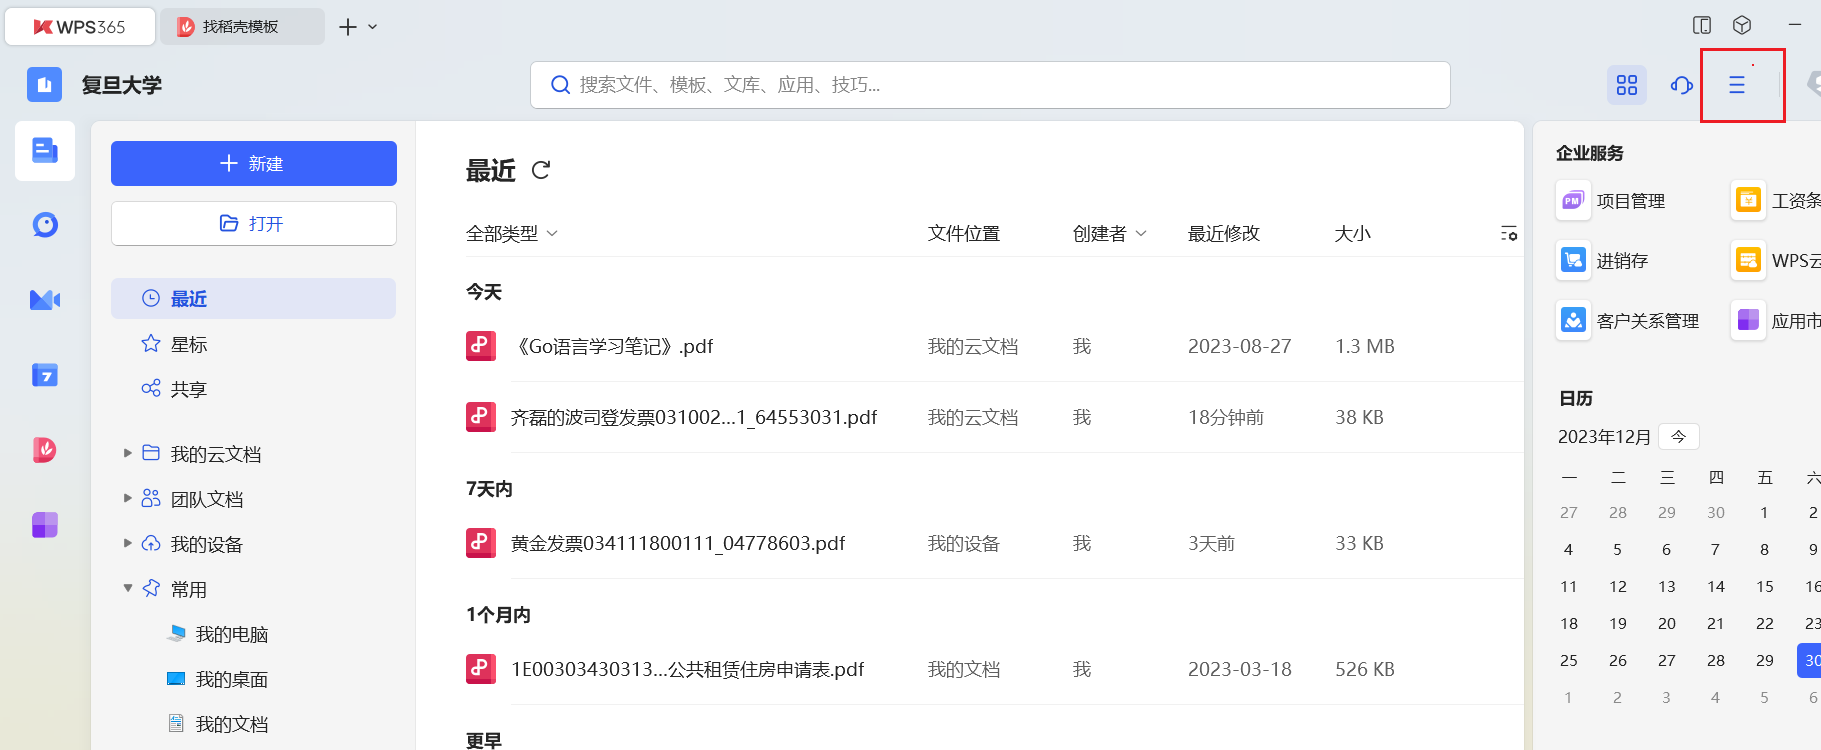 WPS365
找稻壳模板
复旦大学
搜索文件、模板、文库、应用、技巧...
新建
打开
最近
星标
共享
我的云文档
团队文档
我的设备
常用
我的电脑
我的桌面
我的文档
最近
全部类型 文件位置 创建者 最近修改 大小
今天
《Go语言学习笔记》.pdf 我的云文档 我 2023-08-27 1.3 MB
齐磊的波司登发票031002...1_64553031.pdf 我的云文档 我 18分钟前 38 KB
7天内
黄金发票034111800111_04778603.pdf 我的设备 我 3天前 33 KB
1个月内
1E00303430313...公共租赁住房申请表.pdf 我的文档 我 2023-03-18 526 KB
更早
企业服务
PM 项目管理 工资条
进销存 WPS云
客户关系管理 应用市
日历
2023年12月 今
一 二 三 四 五 六
27 28 29 30 1 2
4 5 6 7 8 9
11 12 13 14 15 16
18 19 20 21 22 23
25 26 27 28 29 30
1 2 3 4 5 6